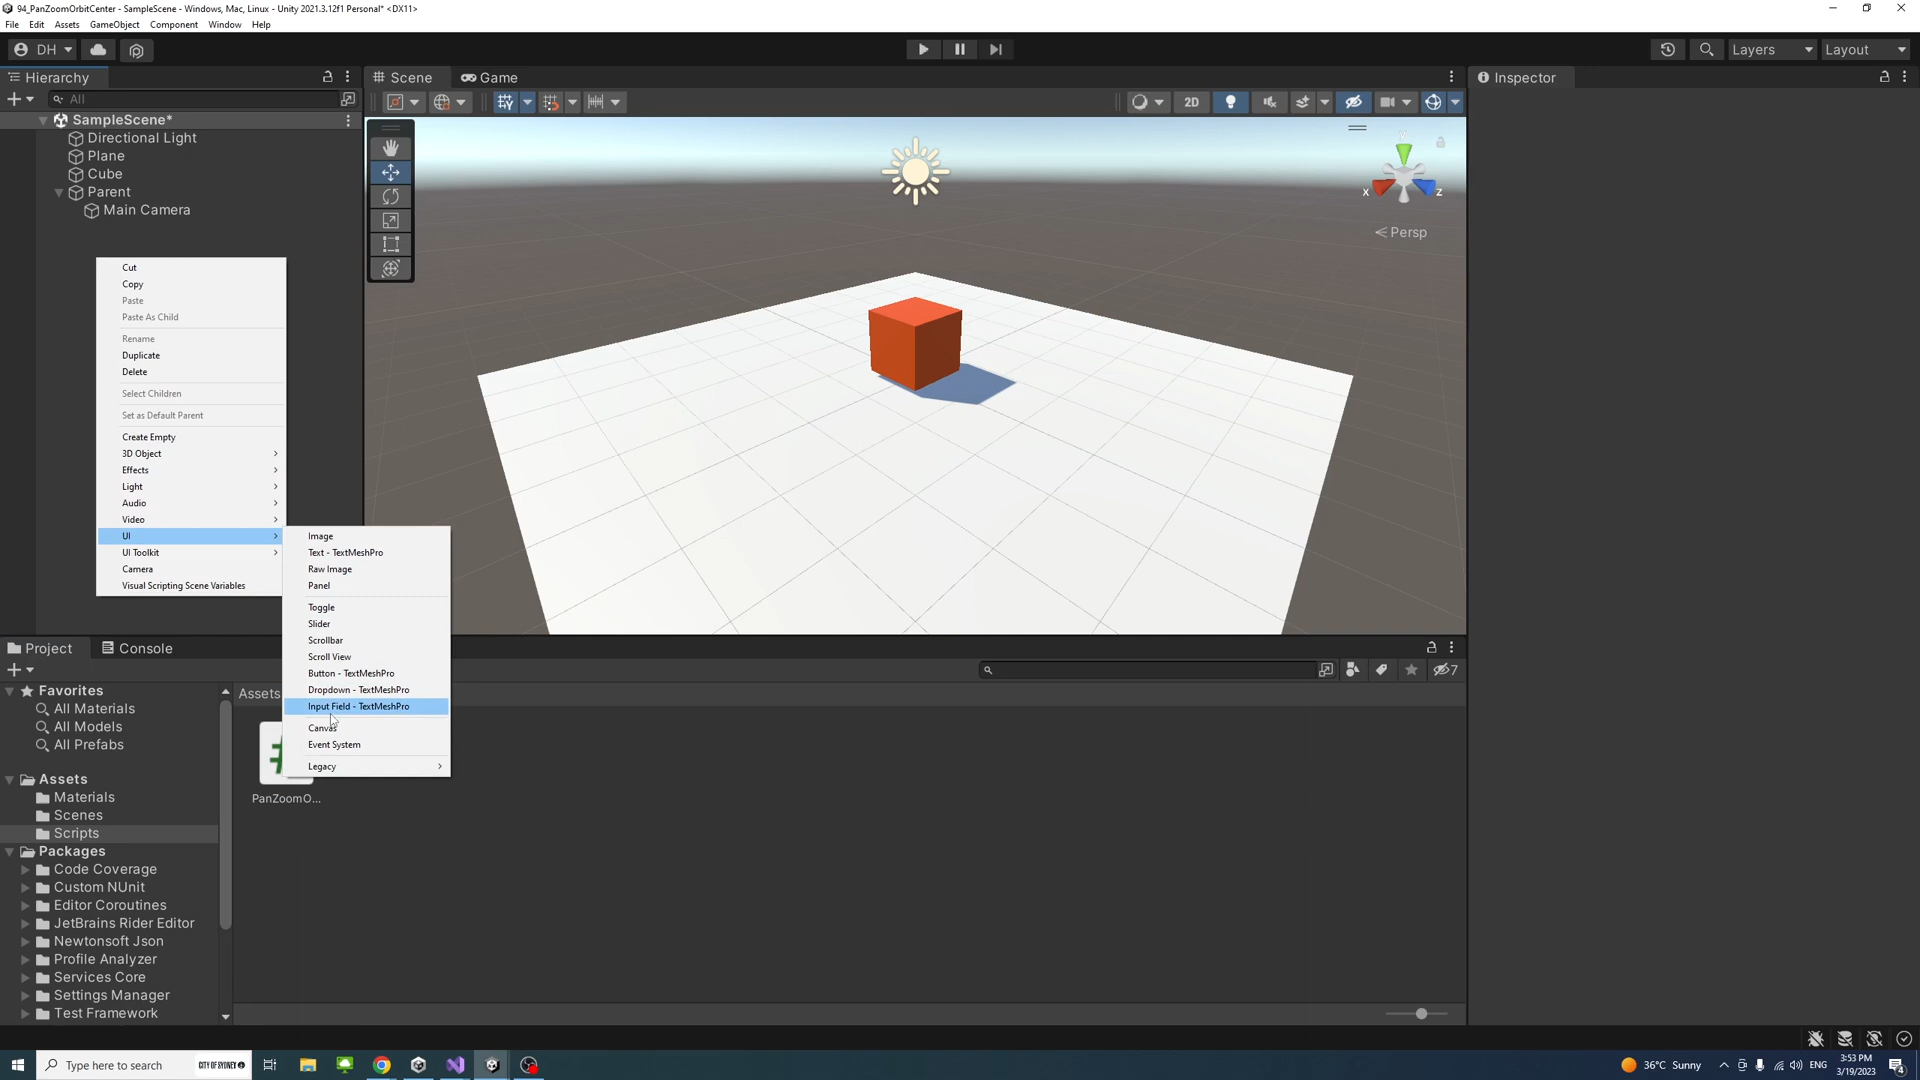 94_PanZoomOrbitCenter - SampleScene - Windows, Mac, Linux - Unity 2021.3.12f1 Personal* <DX11>
File Edit Assets GameObject Component Window Help
DH
Layers
Layout
Hierarchy
All
SampleScene*
Directional Light
Plane
Cube
Parent
Main Camera
Scene
Game
2D
Y
X
Z
Persp
Inspector
Cut
Copy
Paste
Paste As Child
Rename
Duplicate
Delete
Select Children
Set as Default Parent
Create Empty
3D Object
Effects
Light
Audio
Video
UI
UI Toolkit
Camera
Visual Scripting Scene Variables
Image
Text - TextMeshPro
Raw Image
Panel
Toggle
Slider
Scrollbar
Scroll View
Button - TextMeshPro
Dropdown - TextMeshPro
Input Field - TextMeshPro
Canvas
Event System
Legacy
Project
Console
7
Favorites
All Materials
All Models
All Prefabs
Assets
Materials
Scenes
Scripts
Packages
Code Coverage
Custom NUnit
Editor Coroutines
JetBrains Rider Editor
Newtonsoft Json
Profile Analyzer
Services Core
Settings Manager
Test Framework
Assets
PanZoomO...
Type here to search
CITY OF SYDNEY
36°C Sunny
ENG
3:53 PM
3/19/2023
4